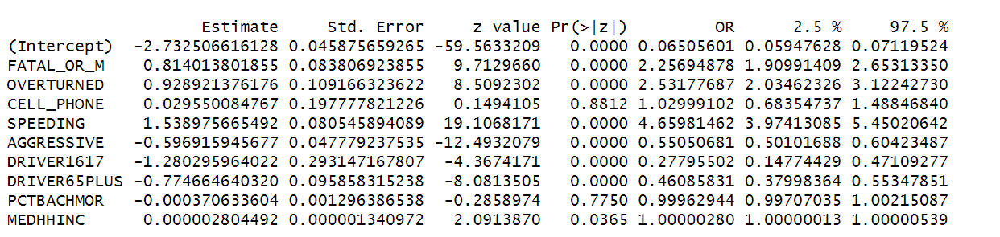 Estimate Std. Error z value Pr(>|z|) OR 2.5 % 97.5 %
(Intercept) -2.732506616128 0.045875659265 -59.5633209 0.0000 0.06505601 0.05947628 0.07119524
FATAL_OR_M 0.814013801855 0.083806923855 9.7129660 0.0000 2.25694878 1.90991409 2.65313350
OVERTURNED 0.928921376176 0.109166323622 8.5092302 0.0000 2.53177687 2.03462326 3.12242730
CELL_PHONE 0.029550084767 0.197777821226 0.1494105 0.8812 1.02999102 0.68354737 1.48846840
SPEEDING 1.538975665492 0.080545894089 19.1068171 0.0000 4.65981462 3.97413085 5.45020642
AGGRESSIVE -0.596915945677 0.047779237535 -12.4932079 0.0000 0.55050681 0.50101688 0.60423487
DRIVER1617 -1.280295964022 0.293147167807 -4.3674171 0.0000 0.27795502 0.14774429 0.47109277
DRIVER65PLUS -0.774664640320 0.095858315238 -8.0813505 0.0000 0.46085831 0.37998364 0.55347851
PCTBACHMOR -0.000370633604 0.001296386538 -0.2858974 0.7750 0.99962944 0.99707035 1.00215087
MEDHHINC 0.000002804492 0.000001340972 2.0913870 0.0365 1.00000280 1.00000013 1.00000539